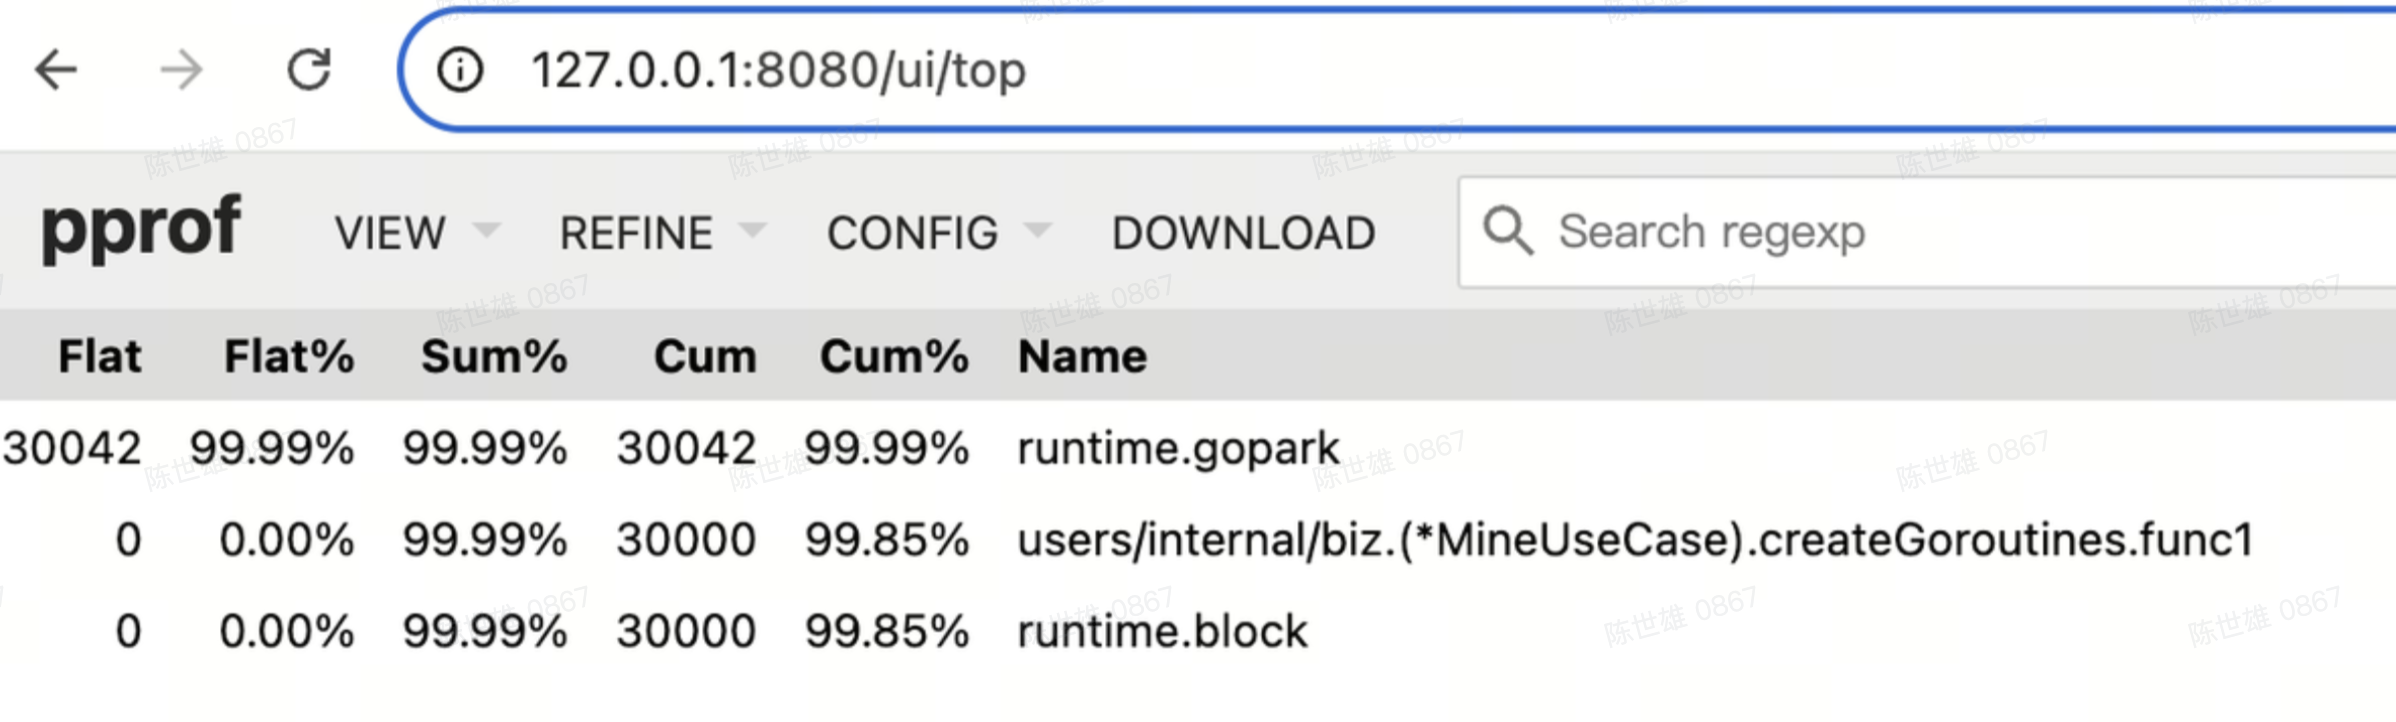 127.0.0.1:8080/ui/top
pprof VIEW REFINE CONFIG DOWNLOAD Search regexp
Flat Flat% Sum% Cum Cum% Name
30042 99.99% 99.99% 30042 99.99% runtime.gopark
0 0.00% 99.99% 30000 99.85% users/internal/biz.(*MineUseCase).createGoroutines.func1
0 0.00% 99.99% 30000 99.85% runtime.block
陈世雄 0867